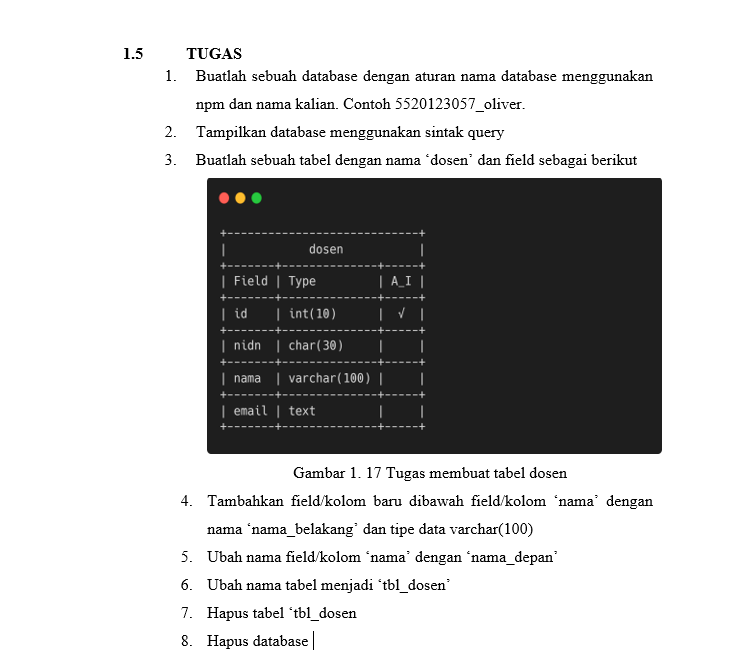 1.5 TUGAS
1. Buatlah sebuah database dengan aturan nama database menggunakan
npm dan nama kalian. Contoh 5520123057_oliver.
2. Tampilkan database menggunakan sintak query
3. Buatlah sebuah tabel dengan nama ‘dosen’ dan field sebagai berikut
+----------------------------+
| dosen |
+-------+--------------+-----+
| Field | Type | A_I |
+-------+--------------+-----+
| id | int(10) | √ |
+-------+--------------+-----+
| nidn | char(30) | |
+-------+--------------+-----+
| nama | varchar(100) | |
+-------+--------------+-----+
| email | text | |
+-------+--------------+-----+
Gambar 1. 17 Tugas membuat tabel dosen
4. Tambahkan field/kolom baru dibawah field/kolom ‘nama’ dengan
nama ‘nama_belakang’ dan tipe data varchar(100)
5. Ubah nama field/kolom ‘nama’ dengan ‘nama_depan’
6. Ubah nama tabel menjadi ‘tbl_dosen’
7. Hapus tabel ‘tbl_dosen
8. Hapus database